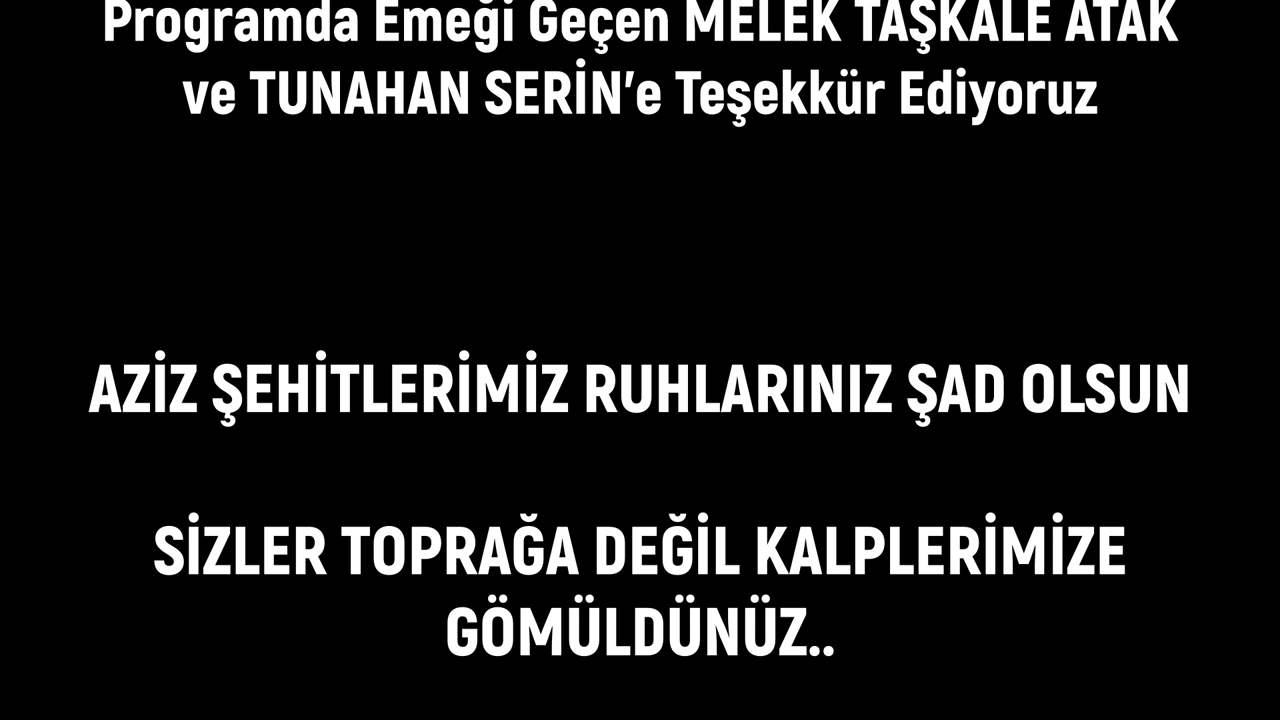 Programda Emeği Geçen MELEK TAŞKALE ATAK
ve TUNAHAN SERİN’e Teşekkür Ediyoruz
AZİZ ŞEHİTLERİMİZ RUHLARINIZ ŞAD OLSUN
SİZLER TOPRAĞA DEĞİL KALPLERİMİZE
GÖMÜLDÜNÜZ..